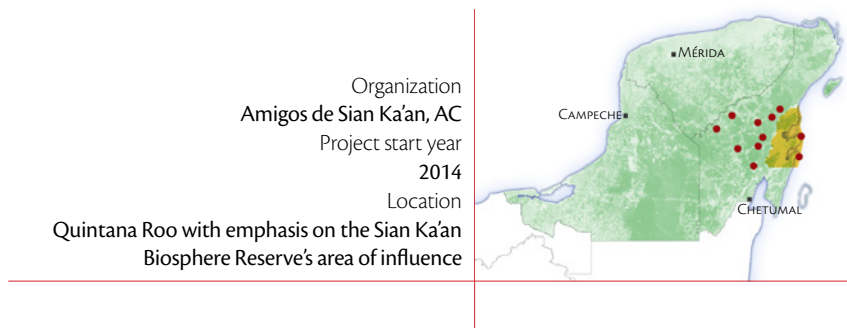 Organization
Amigos de Sian Ka'an, AC
Project start year
2014
Location
Quintana Roo with emphasis on the Sian Ka'an
Biosphere Reserve's area of influence
Mérida
Campeche
Chetumal